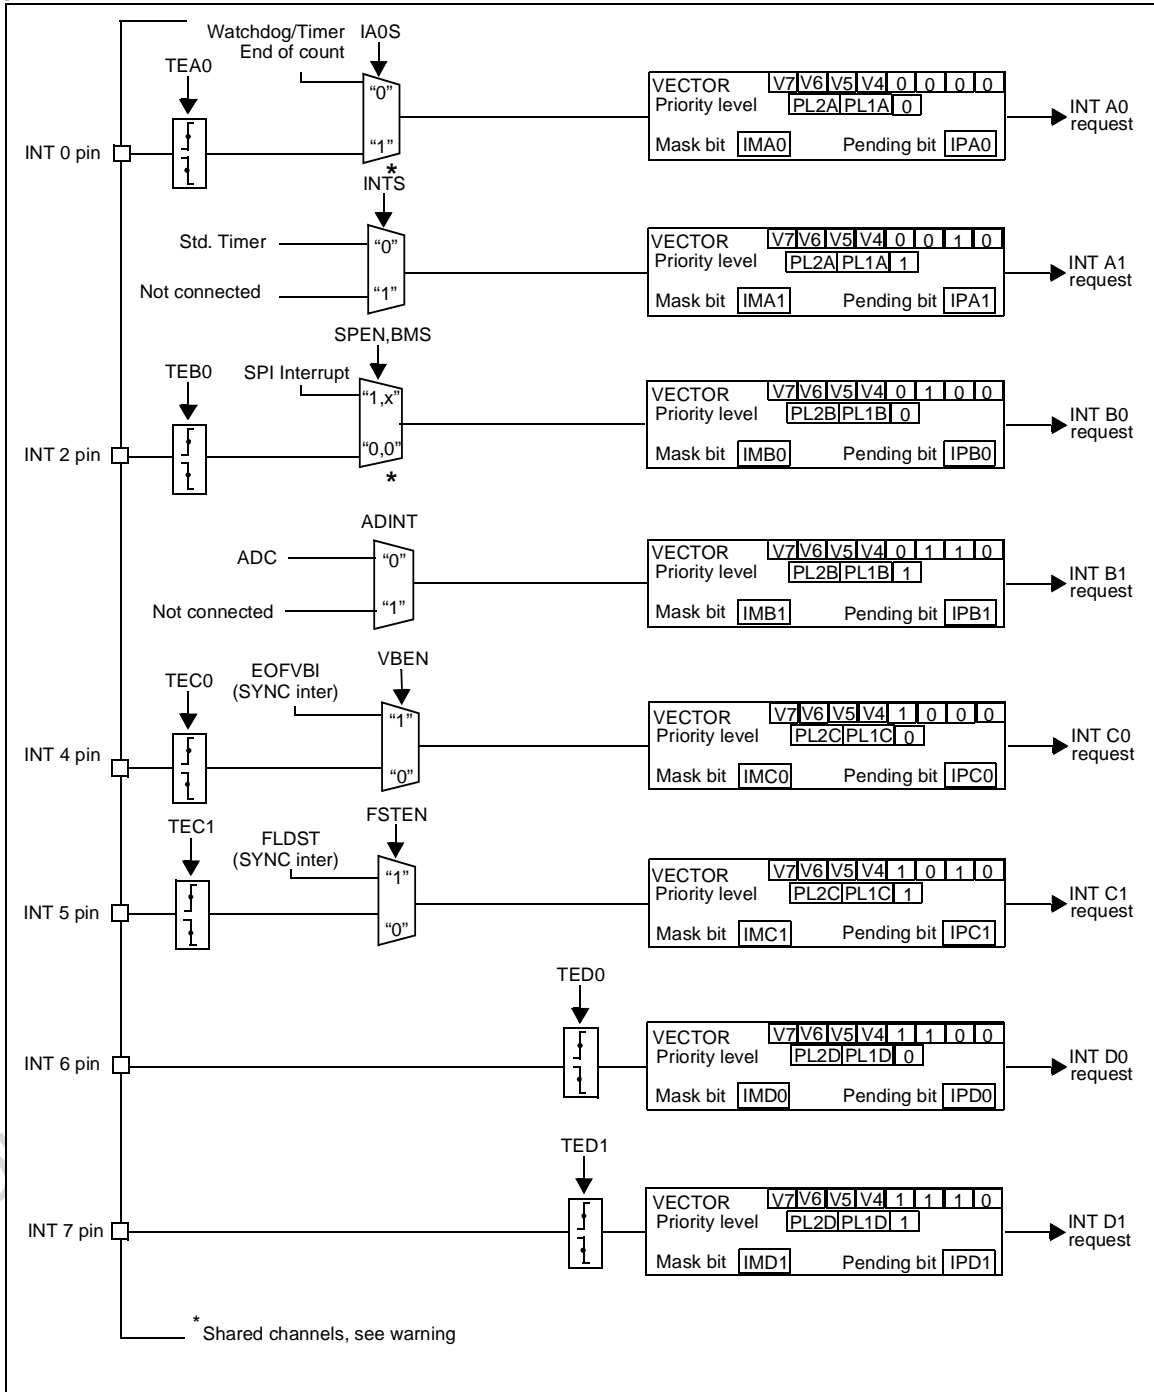 Watchdog/Timer
End of count
IA0S
TEA0
“0”
“1”
INT 0 pin
*
VECTOR V7 V6 V5 V4 0 0 0 0
Priority level PL2A PL1A 0
Mask bit IMA0 Pending bit IPA0
INT A0
request
INTS
Std. Timer
“0”
Not connected
“1”
VECTOR V7 V6 V5 V4 0 0 1 0
Priority level PL2A PL1A 1
Mask bit IMA1 Pending bit IPA1
INT A1
request
SPEN,BMS
TEB0
SPI Interrupt
“1,x”
“0,0”
INT 2 pin
*
VECTOR V7 V6 V5 V4 0 1 0 0
Priority level PL2B PL1B 0
Mask bit IMB0 Pending bit IPB0
INT B0
request
ADINT
ADC
“0”
Not connected
“1”
VECTOR V7 V6 V5 V4 0 1 1 0
Priority level PL2B PL1B 1
Mask bit IMB1 Pending bit IPB1
INT B1
request
VBEN
EOFVBI
(SYNC inter)
TEC0
“1”
“0”
INT 4 pin
VECTOR V7 V6 V5 V4 1 0 0 0
Priority level PL2C PL1C 0
Mask bit IMC0 Pending bit IPC0
INT C0
request
FSTEN
TEC1
FLDST
(SYNC inter)
“1”
“0”
INT 5 pin
VECTOR V7 V6 V5 V4 1 0 1 0
Priority level PL2C PL1C 1
Mask bit IMC1 Pending bit IPC1
INT C1
request
TED0
INT 6 pin
VECTOR V7 V6 V5 V4 1 1 0 0
Priority level PL2D PL1D 0
Mask bit IMD0 Pending bit IPD0
INT D0
request
TED1
INT 7 pin
VECTOR V7 V6 V5 V4 1 1 1 0
Priority level PL2D PL1D 1
Mask bit IMD1 Pending bit IPD1
INT D1
request
* Shared channels, see warning